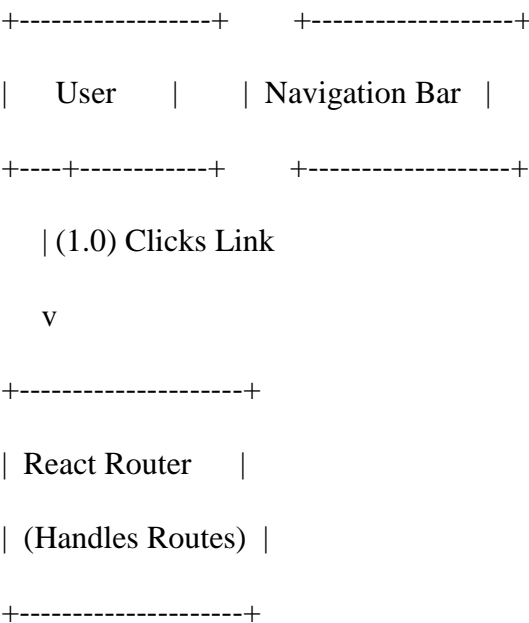 +------------------+ +-------------------+
| User | | Navigation Bar |
+----+------------+ +-------------------+
| (1.0) Clicks Link
v
+---------------------+
| React Router |
| (Handles Routes) |
+---------------------+